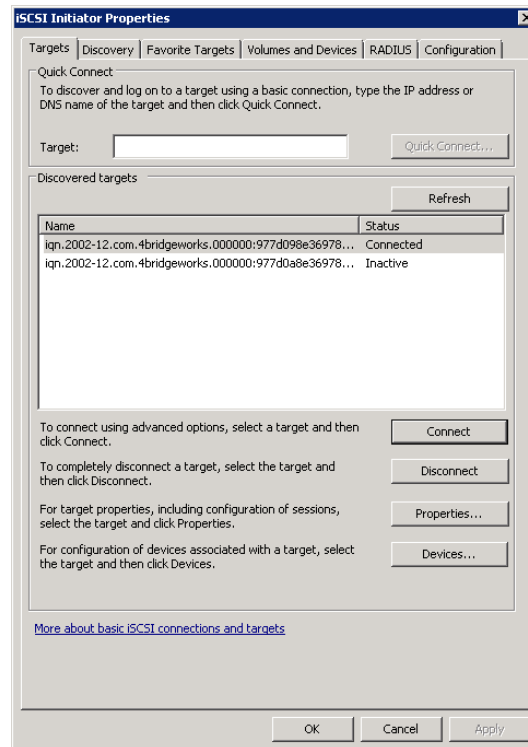 iSCSI Initiator Properties
Targets Discovery Favorite Targets Volumes and Devices RADIUS Configuration
Quick Connect
To discover and log on to a target using a basic connection, type the IP address or
DNS name of the target and then click Quick Connect.
Target: Quick Connect...
Discovered targets
Refresh
Name Status
iqn.2002-12.com.4bridgeworks.000000:977d098e36978... Connected
iqn.2002-12.com.4bridgeworks.000000:977d0a8e36978... Inactive
To connect using advanced options, select a target and then
click Connect.
Connect
To completely disconnect a target, select the target and
then click Disconnect.
Disconnect
For target properties, including configuration of sessions,
select the target and click Properties.
Properties...
For configuration of devices associated with a target, select
the target and then click Devices.
Devices...
More about basic iSCSI connections and targets
OK Cancel Apply